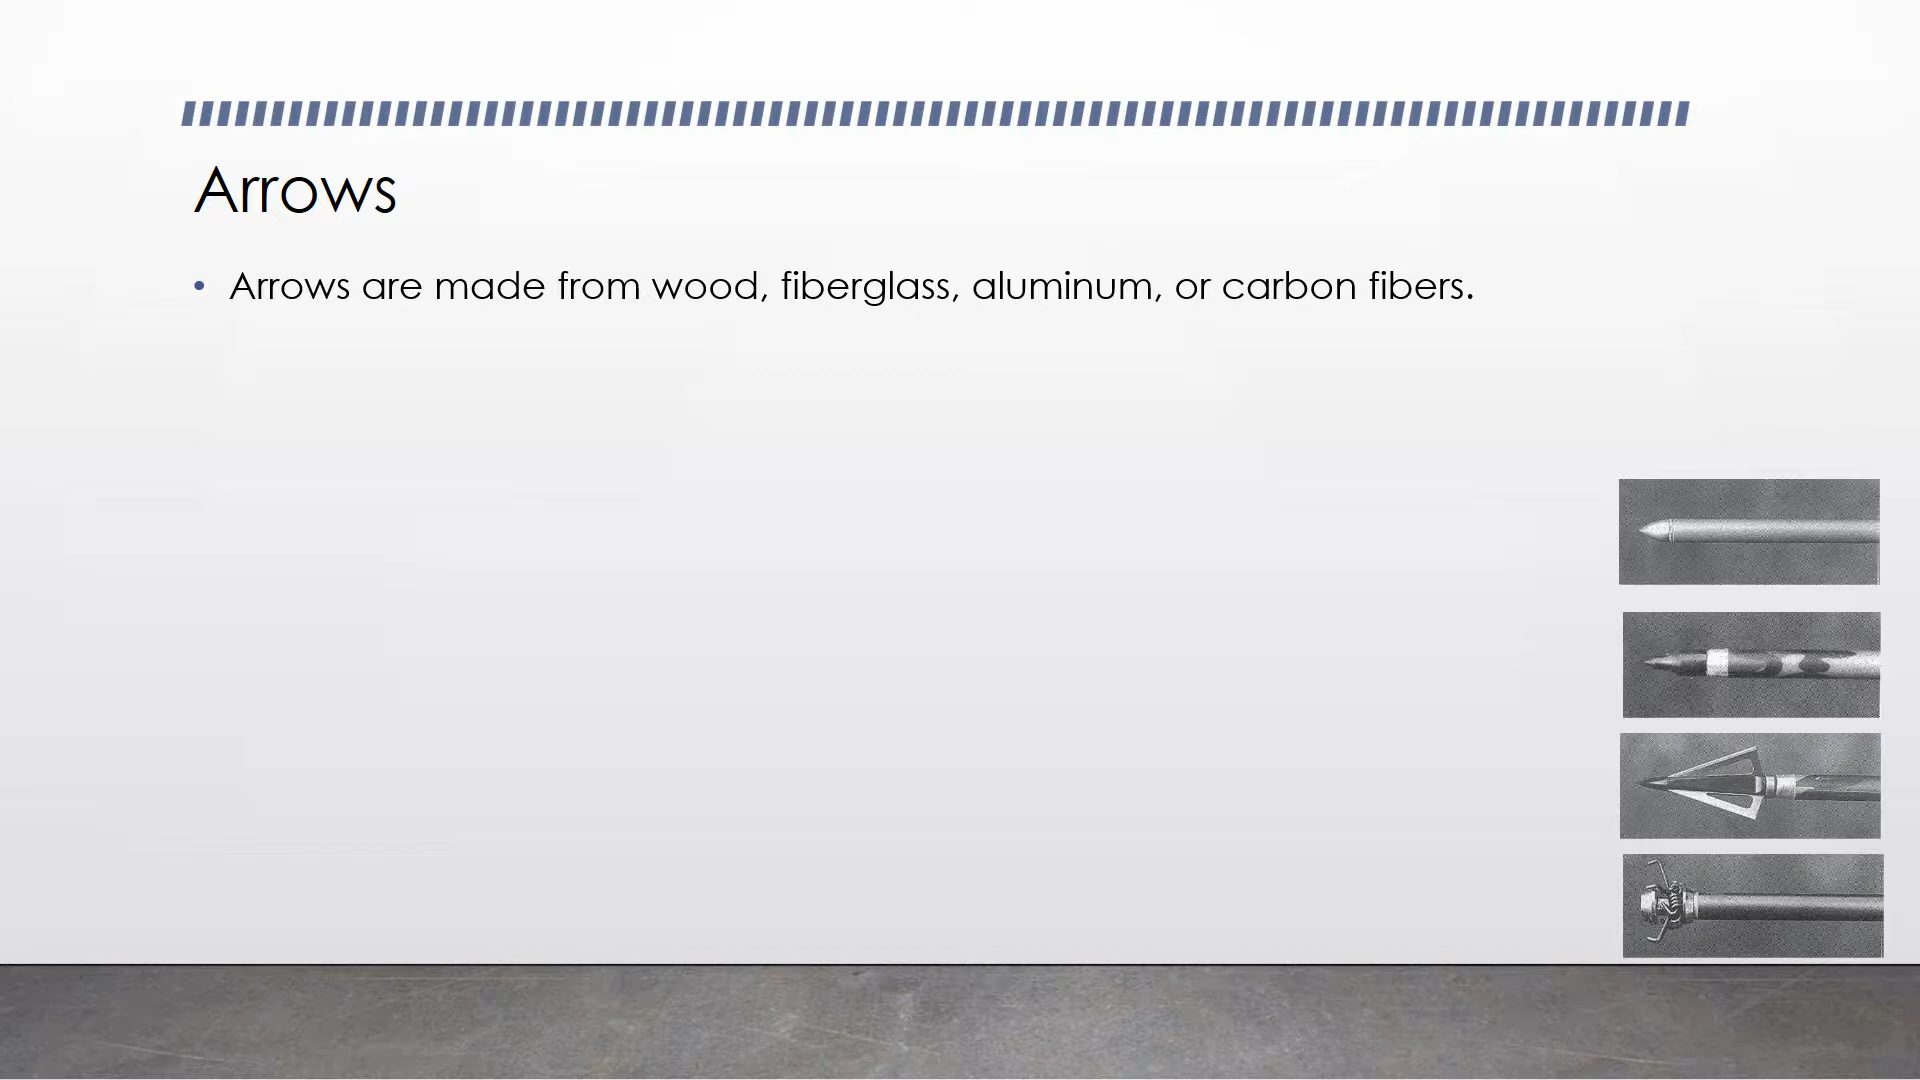 Arrows
• Arrows are made from wood, fiberglass, aluminum, or carbon fibers.